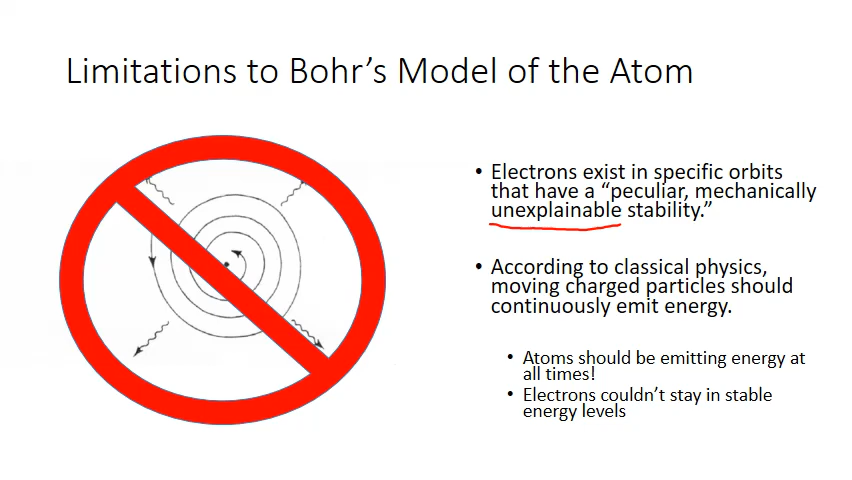 Limitations to Bohr’s Model of the Atom
• Electrons exist in specific orbits
that have a “peculiar, mechanically
unexplainable stability.”
• According to classical physics,
moving charged particles should
continuously emit energy.
• Atoms should be emitting energy at
all times!
• Electrons couldn’t stay in stable
energy levels